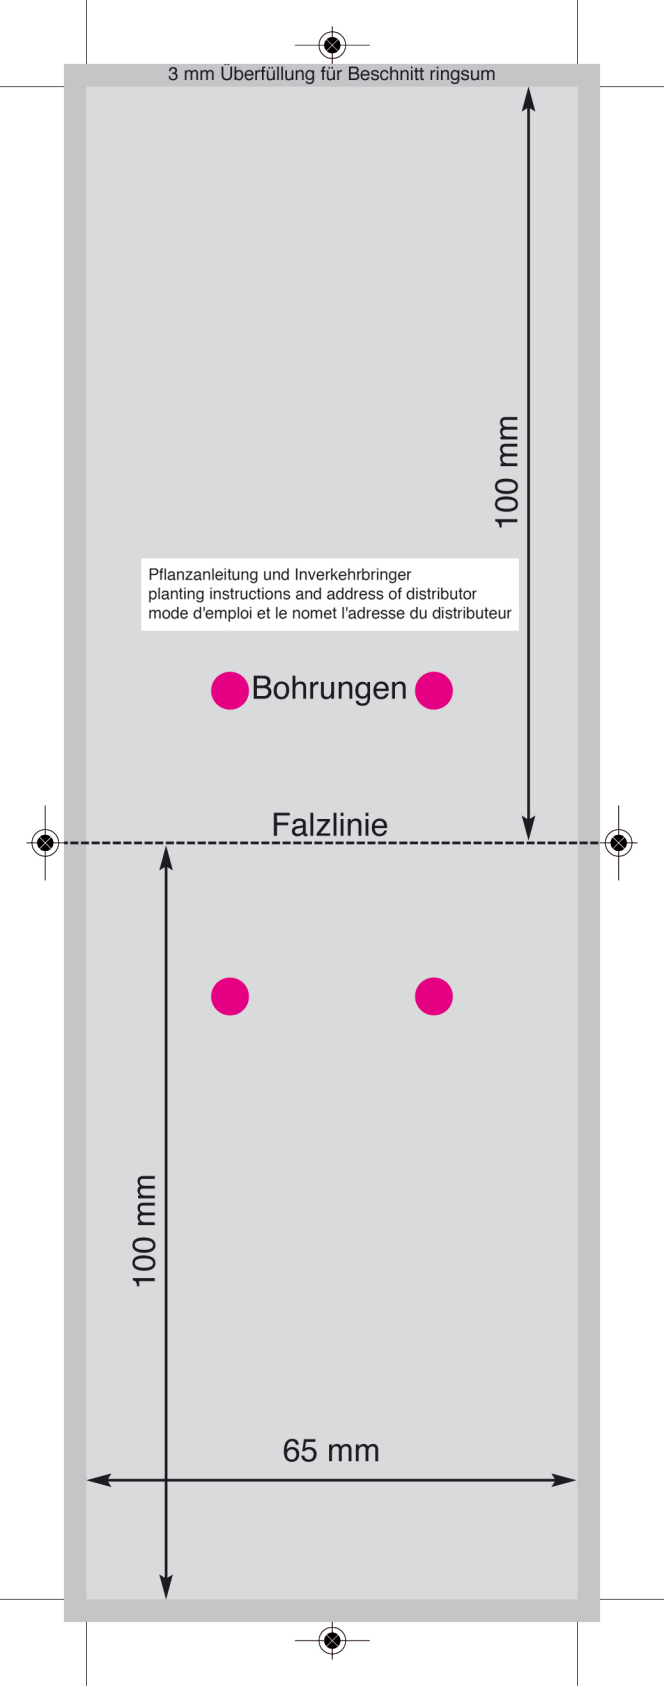 3 mm Überfüllung für Beschnitt ringsum
100 mm
Pflanzanleitung und Inverkehrbringer
planting instructions and address of distributor
mode d'emploi et le nomet l'adresse du distributeur
Bohrungen
Falzlinie
100 mm
65 mm